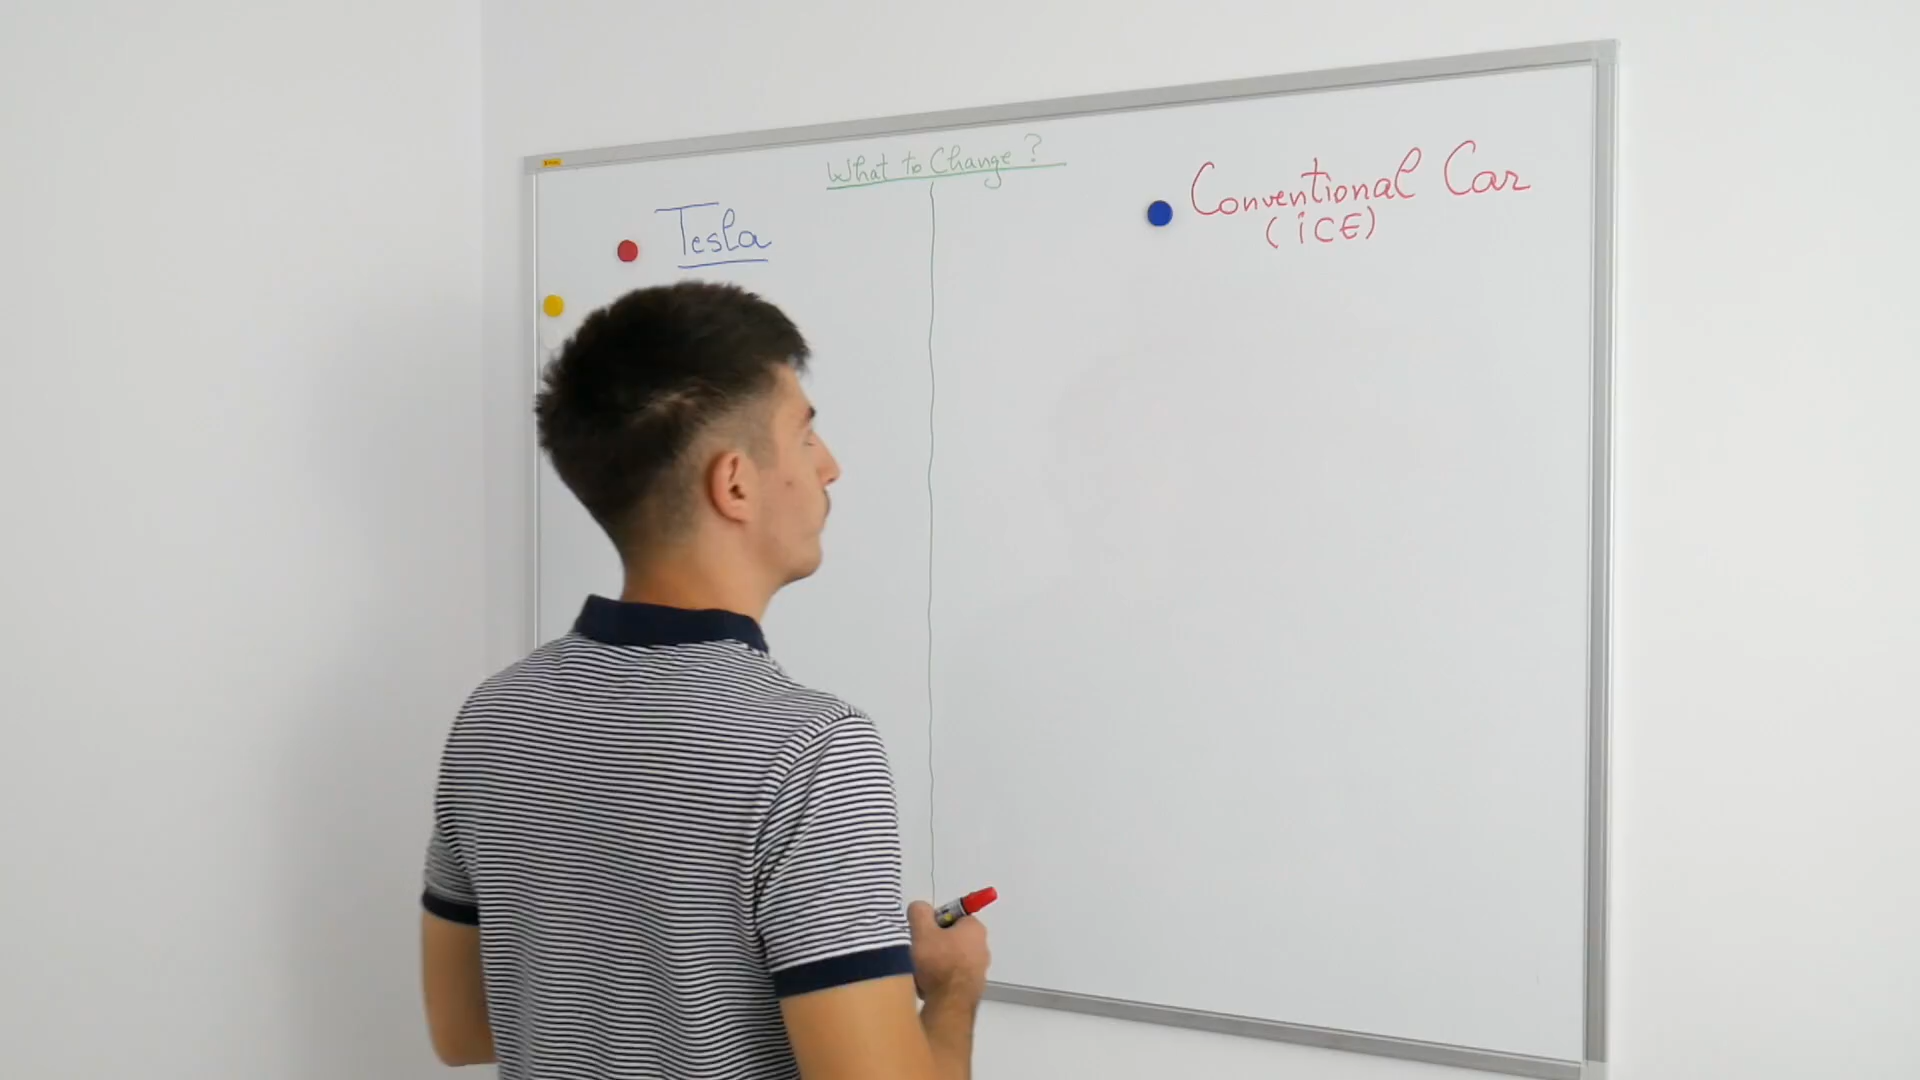 What to Change?
Tesla
Conventional Car
(iCE)